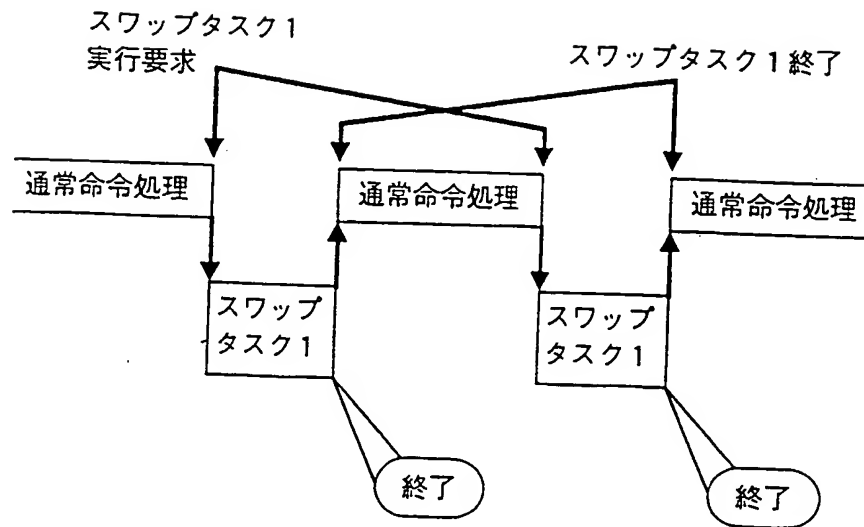 スワップタスク1
実行要求
スワップタスク1終了
通常命令処理
通常命令処理
通常命令処理
スワップ
タスク1
スワップ
タスク1
終了
終了